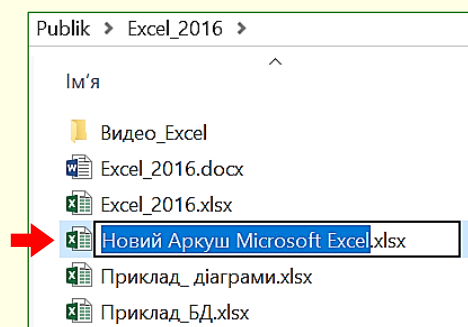 Publik > Excel_2016 >
Ім'я
Видео_Excel
Excel_2016.docx
Excel_2016.xlsx
Новий Аркуш Microsoft Excel.xlsx
Приклад_ діаграми.xlsx
Приклад_БД.xlsx